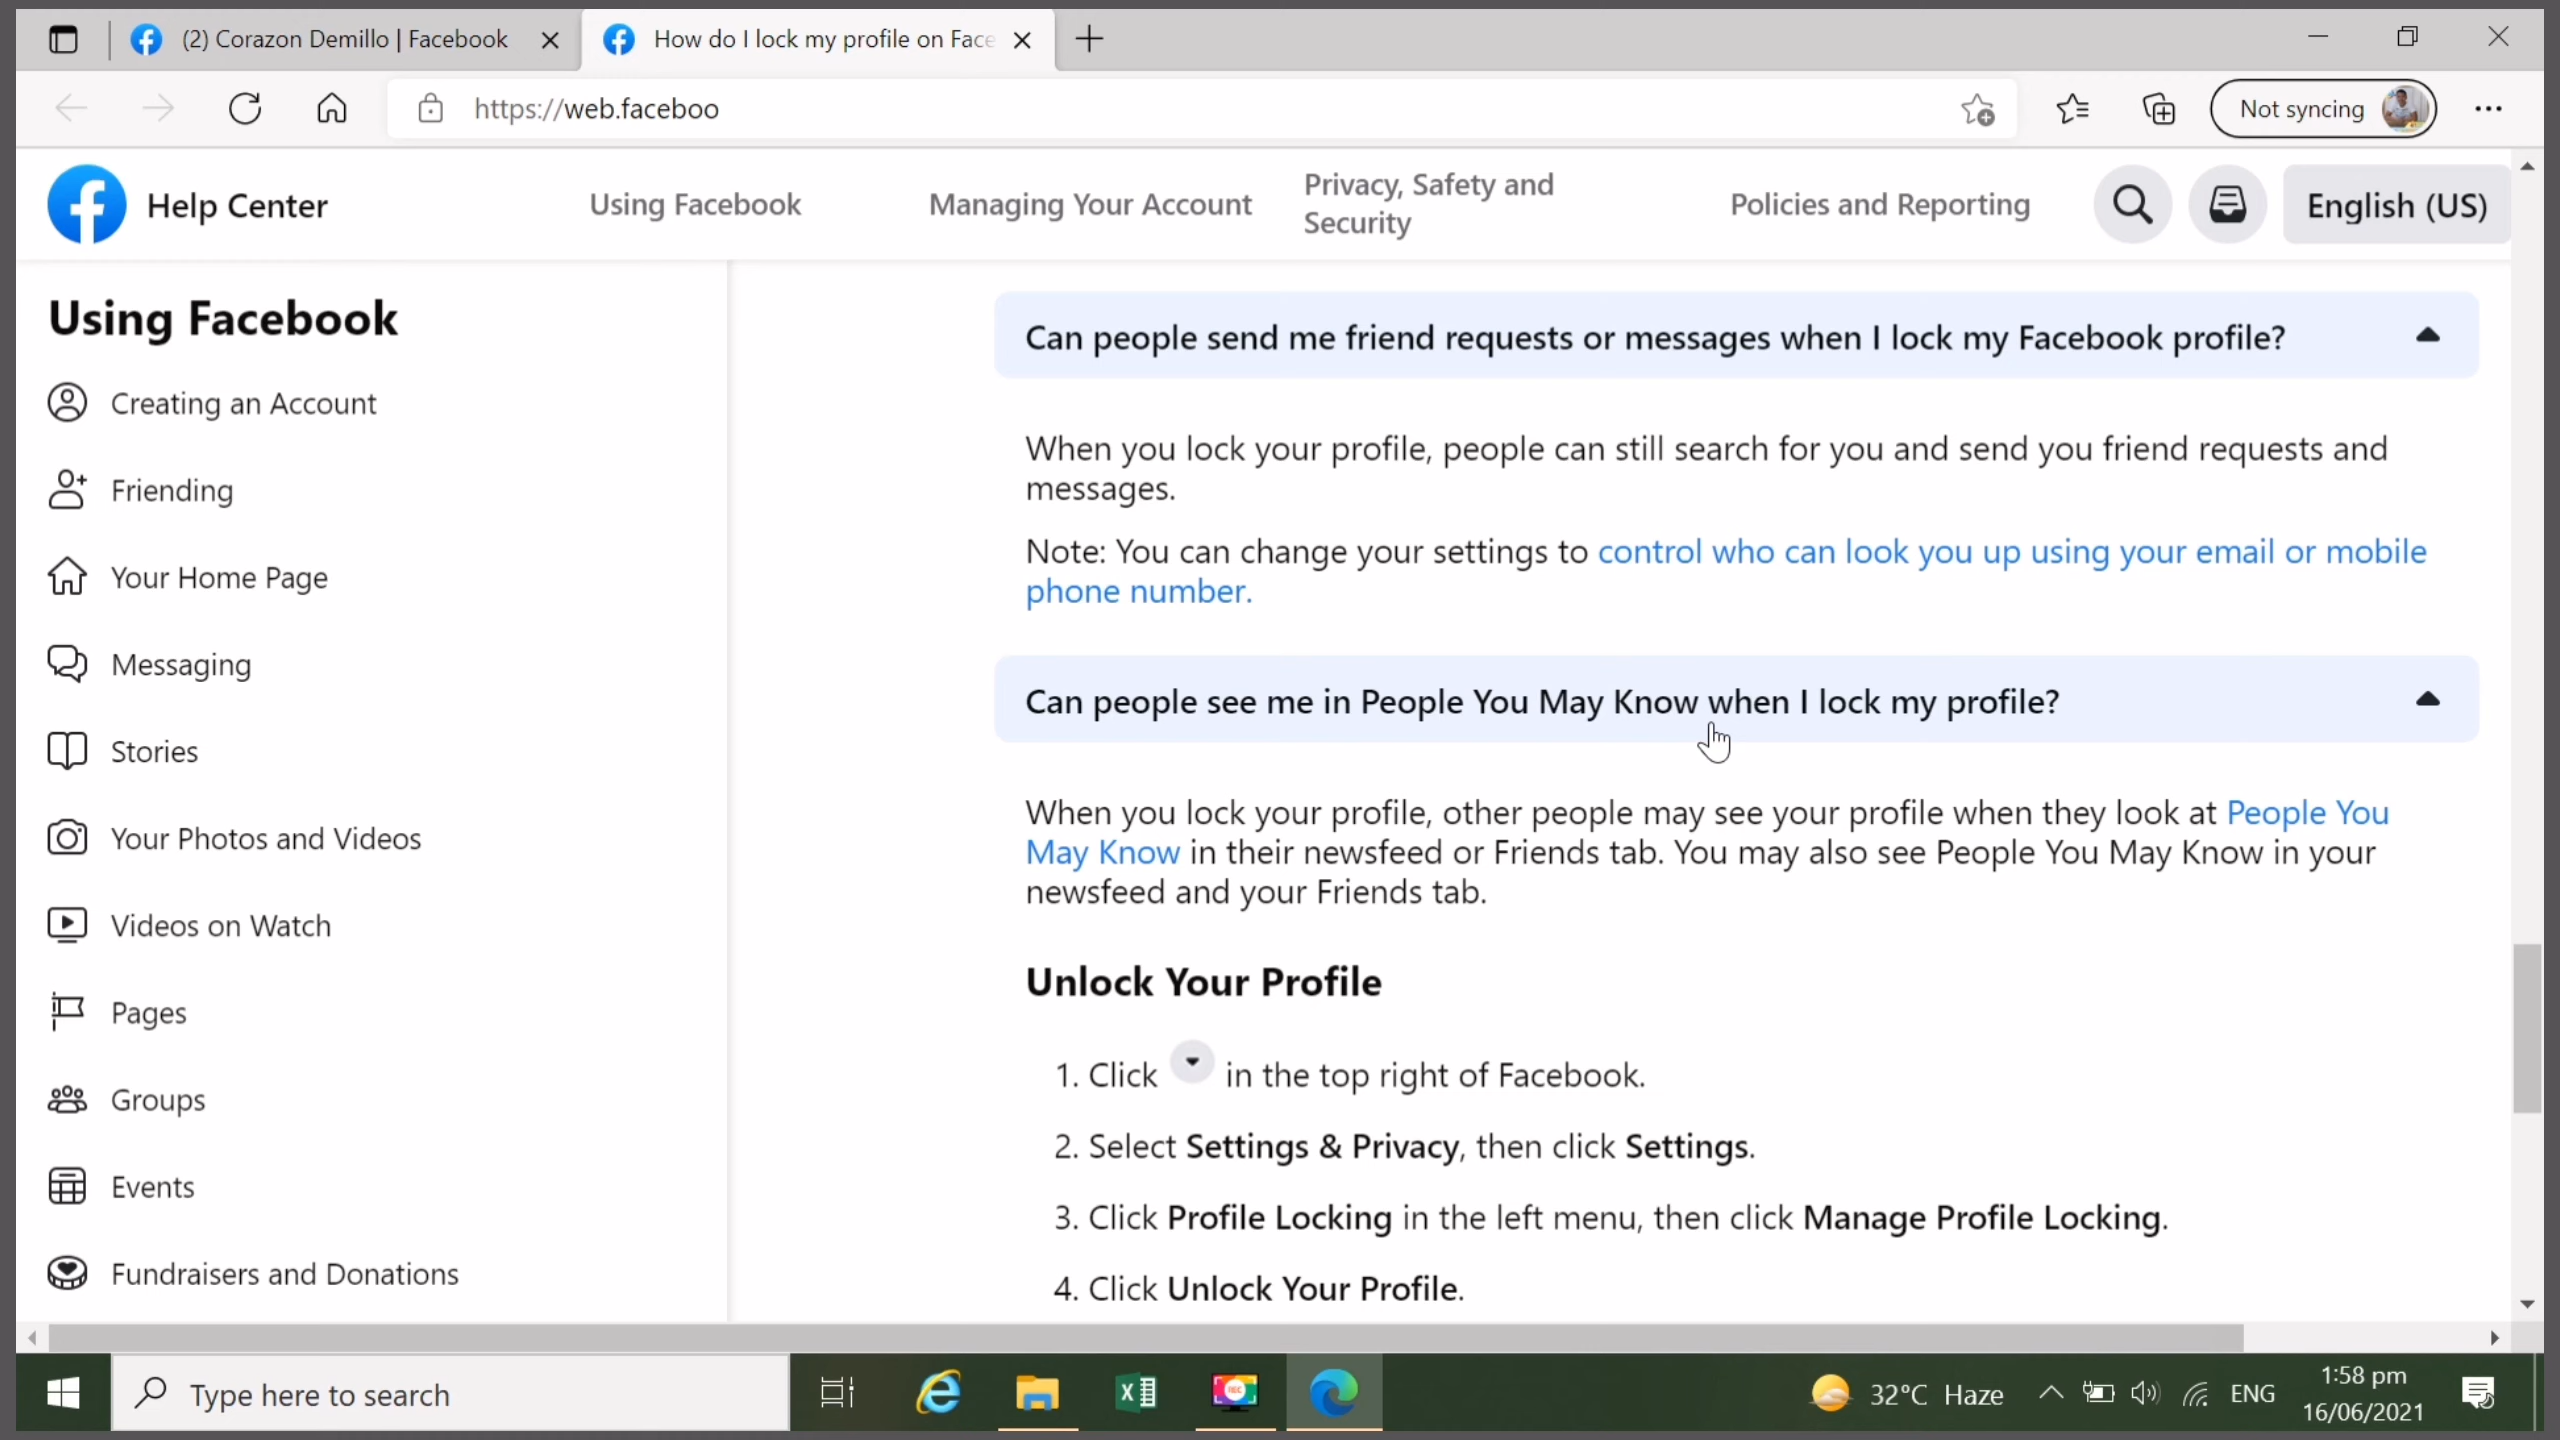 (2) Corazon Demillo | Facebook
How do I lock my profile on Face
https://web.faceboo
Not syncing
Help Center
Using Facebook
Managing Your Account
Privacy, Safety and
Security
Policies and Reporting
English (US)
Using Facebook
Creating an Account
Friending
Your Home Page
Messaging
Stories
Your Photos and Videos
Videos on Watch
Pages
Groups
Events
Fundraisers and Donations
Can people send me friend requests or messages when I lock my Facebook profile?
When you lock your profile, people can still search for you and send you friend requests and
messages.
Note: You can change your settings to control who can look you up using your email or mobile
phone number.
Can people see me in People You May Know when I lock my profile?
When you lock your profile, other people may see your profile when they look at People You
May Know in their newsfeed or Friends tab. You may also see People You May Know in your
newsfeed and your Friends tab.
Unlock Your Profile
1. Click in the top right of Facebook.
2. Select Settings & Privacy, then click Settings.
3. Click Profile Locking in the left menu, then click Manage Profile Locking.
4. Click Unlock Your Profile.
Type here to search
REC
32°C Haze
ENG
1:58 pm
16/06/2021